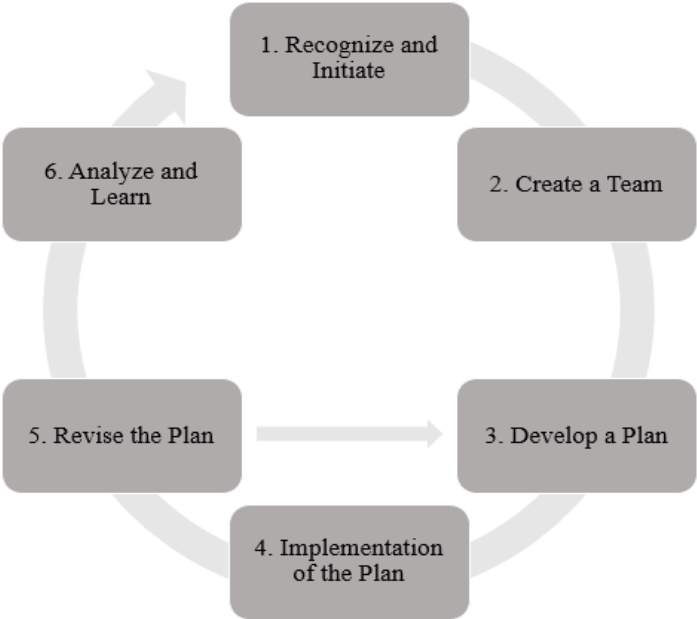 1. Recognize and
Initiate
2. Create a Team
3. Develop a Plan
4. Implementation
of the Plan
5. Revise the Plan
6. Analyze and
Learn